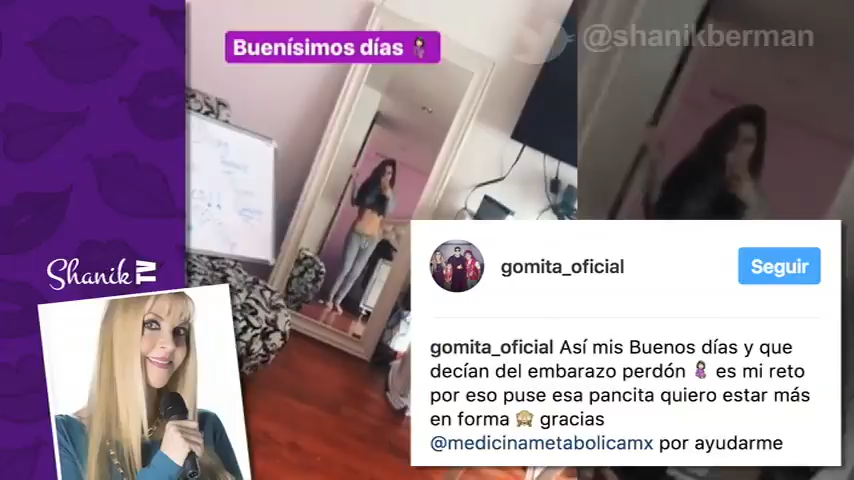 Buenísimos días
@shanikberman
gomita_oficial
Seguir
gomita_oficial Así mis Buenos días y que
decían del embarazo perdón 🤰 es mi reto
por eso puse esa pancita quiero estar más
en forma 🙈 gracias
@medicinametabolicamx por ayudarme
Shanik TV